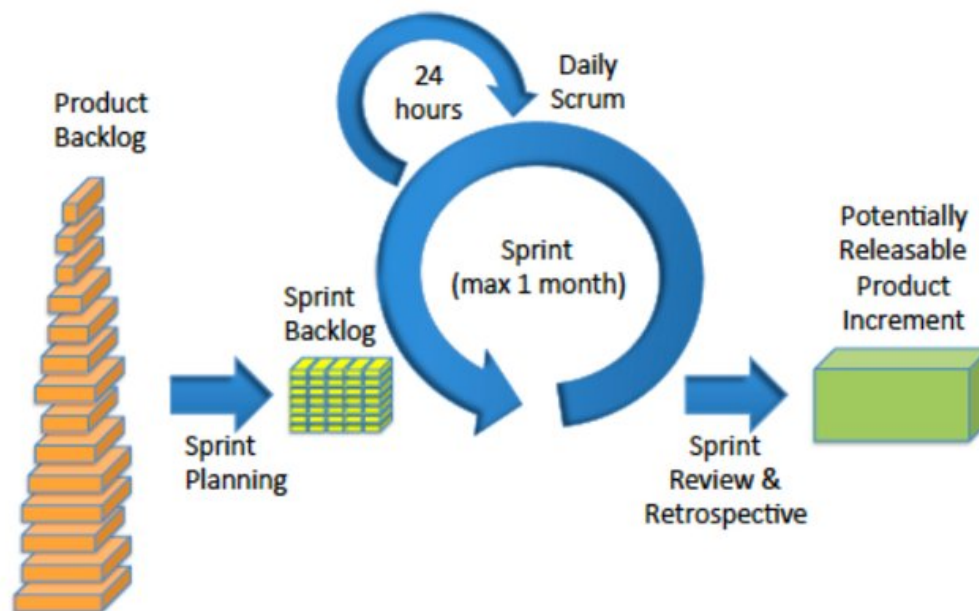 Product
Backlog
Sprint
Planning
Sprint
Backlog
24
hours
Daily
Scrum
Sprint
(max 1 month)
Sprint
Review &
Retrospective
Potentially
Releasable
Product
Increment